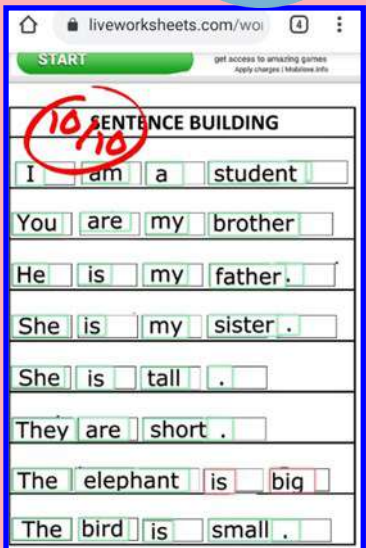 liveworksheets.com/wor
4
START
get access to amazing games
Apply charges | Mobilove.info
10/10
SENTENCE BUILDING
I am a student
You are my brother
He is my father.
She is my sister .
She is tall .
They are short .
The elephant is big
The bird is small .